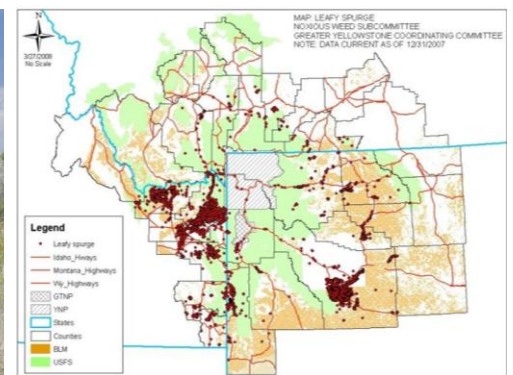 N
3/27/2008
No Scale
MAP: LEAFY SPURGE
NOXIOUS WEED SUBCOMMITTEE
GREATER YELLOWSTONE COORDINATING COMMITTEE
NOTE: DATA CURRENT AS OF 12/31/2007
Legend
Leafy spurge
Idaho_Hways
Montana_Highways
Wy_Highways
GTNP
YNP
States
Counties
BLM
USFS